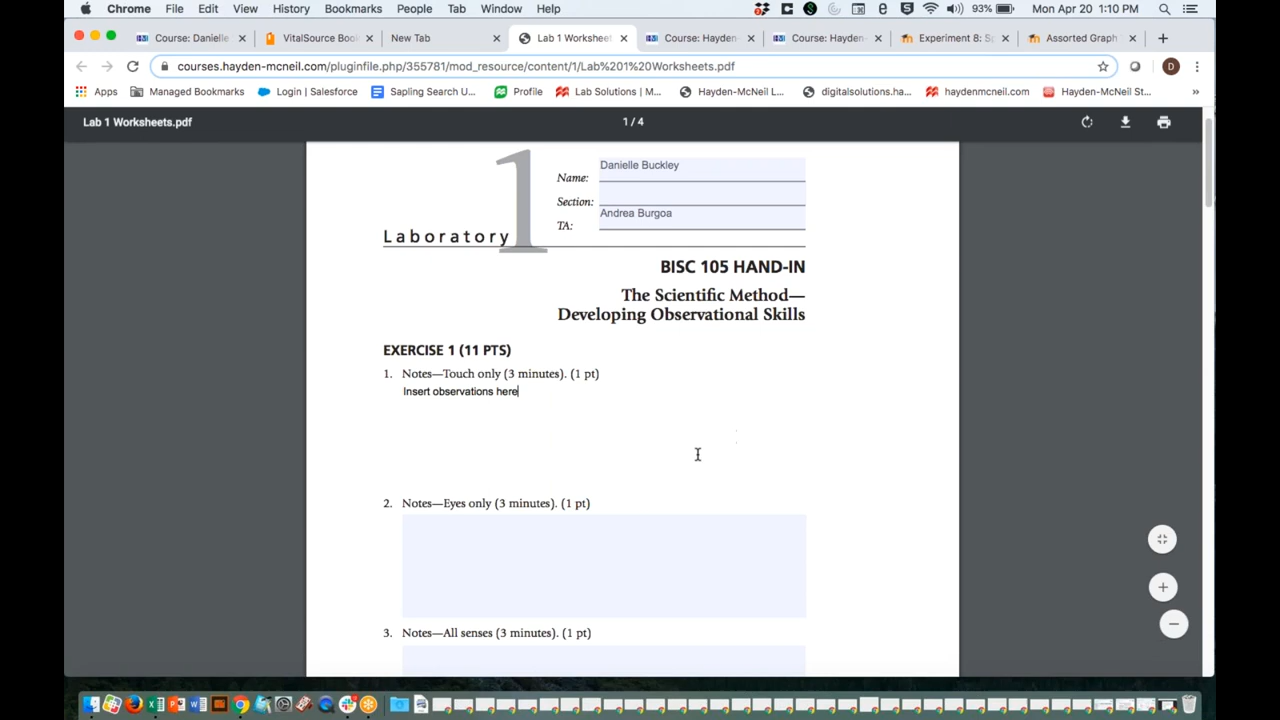 Chrome File Edit View History Bookmarks People Tab Window Help 93% Mon Apr 20 1:10 PM
Course: Danielle VitalSource Boo New Tab Lab 1 Worksheet Course: Hayden- Course: Hayden- Experiment 8: Sp Assorted Graph
courses.hayden-mcneil.com/pluginfile.php/355781/mod_resource/content/1/Lab%201%20Worksheets.pdf
Apps Managed Bookmarks Login | Salesforce Sapling Search U... Profile Lab Solutions | M... Hayden-McNeil L... digitalsolutions.ha... haydenmcneil.com Hayden-McNeil St... »
Lab 1 Worksheets.pdf 1 / 4
Laboratory 1
Name: Danielle Buckley
Section:
TA: Andrea Burgoa
BISC 105 HAND-IN
The Scientific Method—
Developing Observational Skills
EXERCISE 1 (11 PTS)
1. Notes—Touch only (3 minutes). (1 pt)
Insert observations here
2. Notes—Eyes only (3 minutes). (1 pt)
3. Notes—All senses (3 minutes). (1 pt)